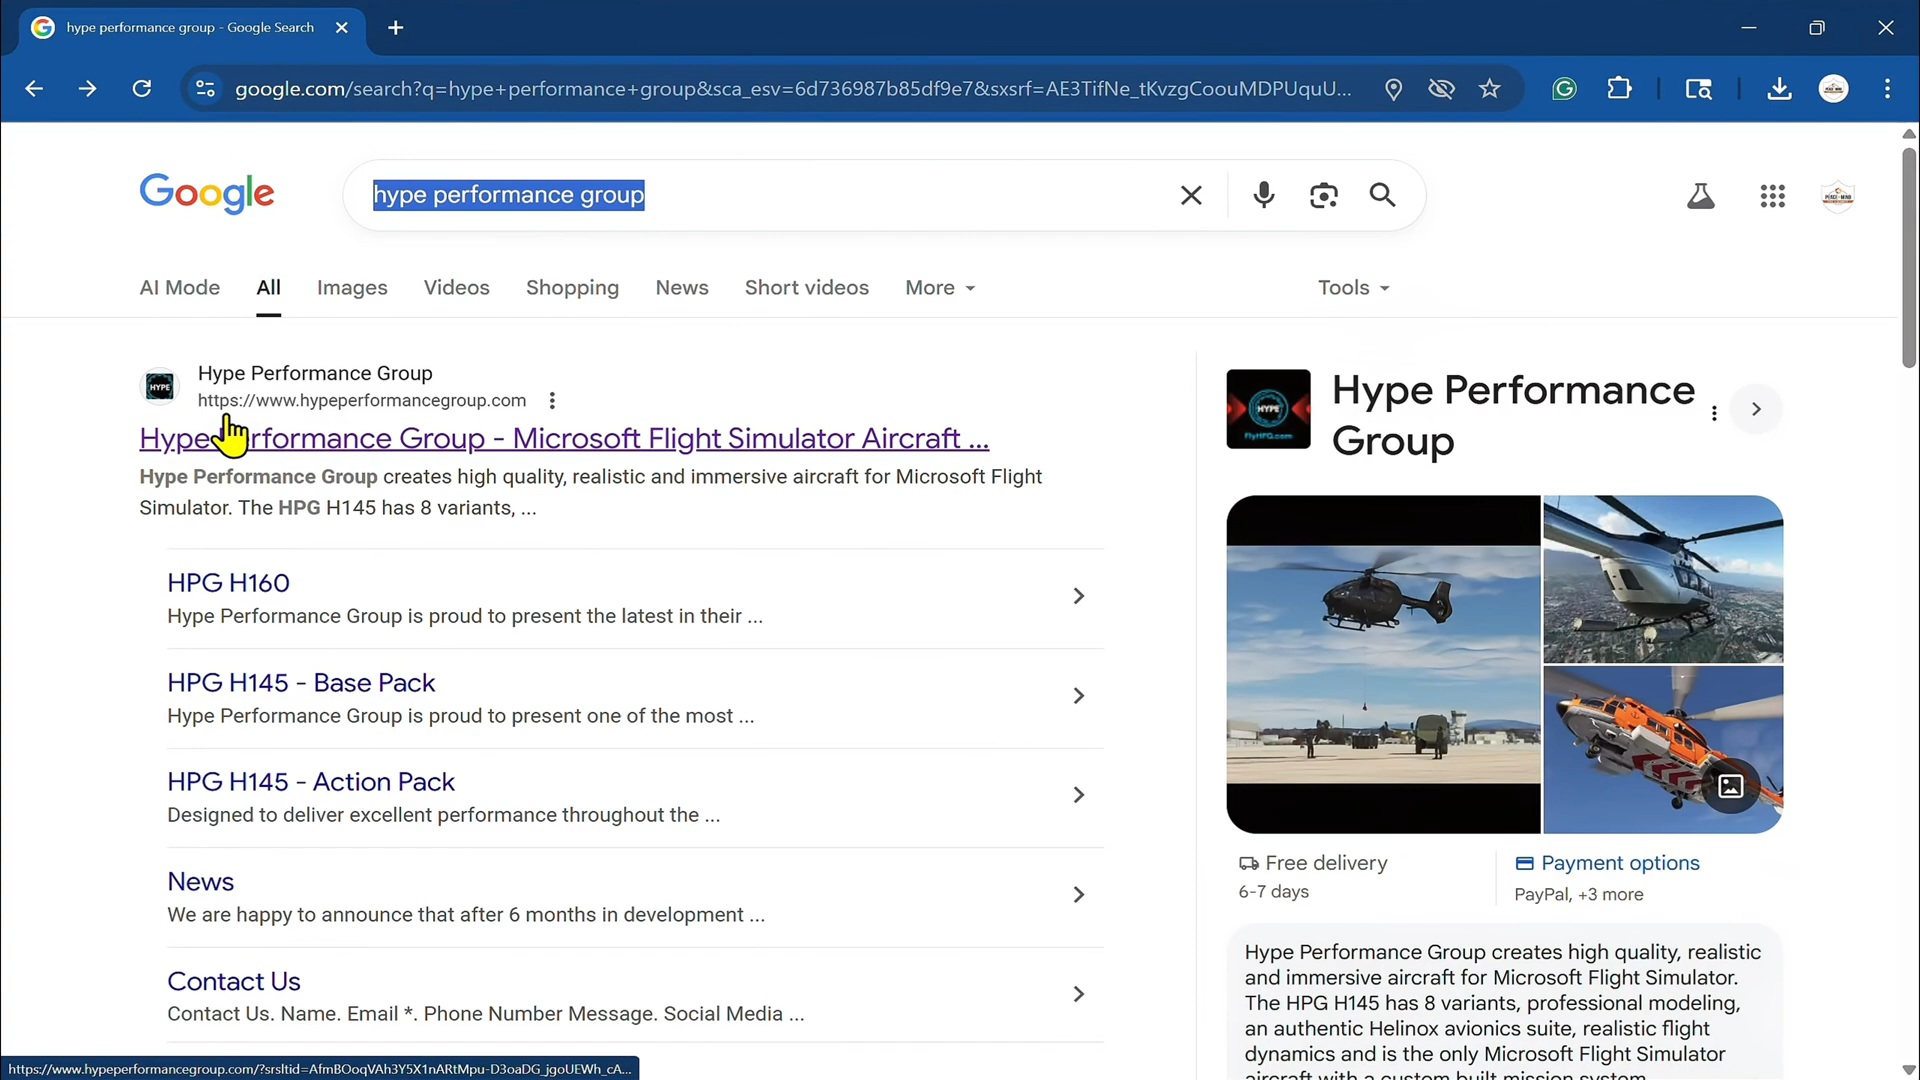 hype performance group - Google Search
google.com/search?q=hype+performance+group&sca_esv=6d736987b85df9e7&sxsrf=AE3TifNe_tKvzgCoouMDPUquU...
Google
hype performance group
AI Mode
All
Images
Videos
Shopping
News
Short videos
More
Tools
HYPE
Hype Performance Group
https://www.hypeperformancegroup.com
Hype Performance Group - Microsoft Flight Simulator Aircraft ...
Hype Performance Group creates high quality, realistic and immersive aircraft for Microsoft Flight
Simulator. The HPG H145 has 8 variants, ...
HPG H160
Hype Performance Group is proud to present the latest in their ...
HPG H145 - Base Pack
Hype Performance Group is proud to present one of the most ...
HPG H145 - Action Pack
Designed to deliver excellent performance throughout the ...
News
We are happy to announce that after 6 months in development ...
Contact Us
Contact Us. Name. Email *. Phone Number Message. Social Media ...
HYPE
FlyHPG.com
Hype Performance
Group
Free delivery
6-7 days
Payment options
PayPal, +3 more
Hype Performance Group creates high quality, realistic
and immersive aircraft for Microsoft Flight Simulator.
The HPG H145 has 8 variants, professional modeling,
an authentic Helinox avionics suite, realistic flight
dynamics and is the only Microsoft Flight Simulator
aircraft with a custom built mission system
https://www.hypeperformancegroup.com/?srsltid=AfmBOoqVAh3Y5X1nARtMpu-D3oaDG_jgoUEWh_cA...